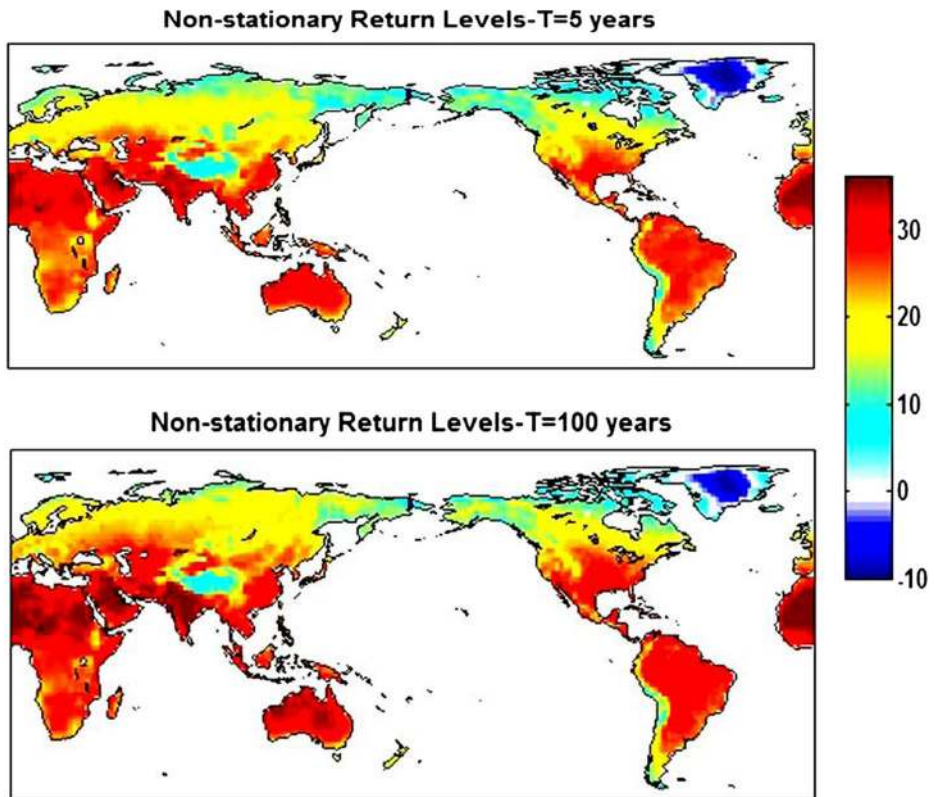 Non-stationary Return Levels-T=5 years
30
20
10
0
-10
Non-stationary Return Levels-T=100 years